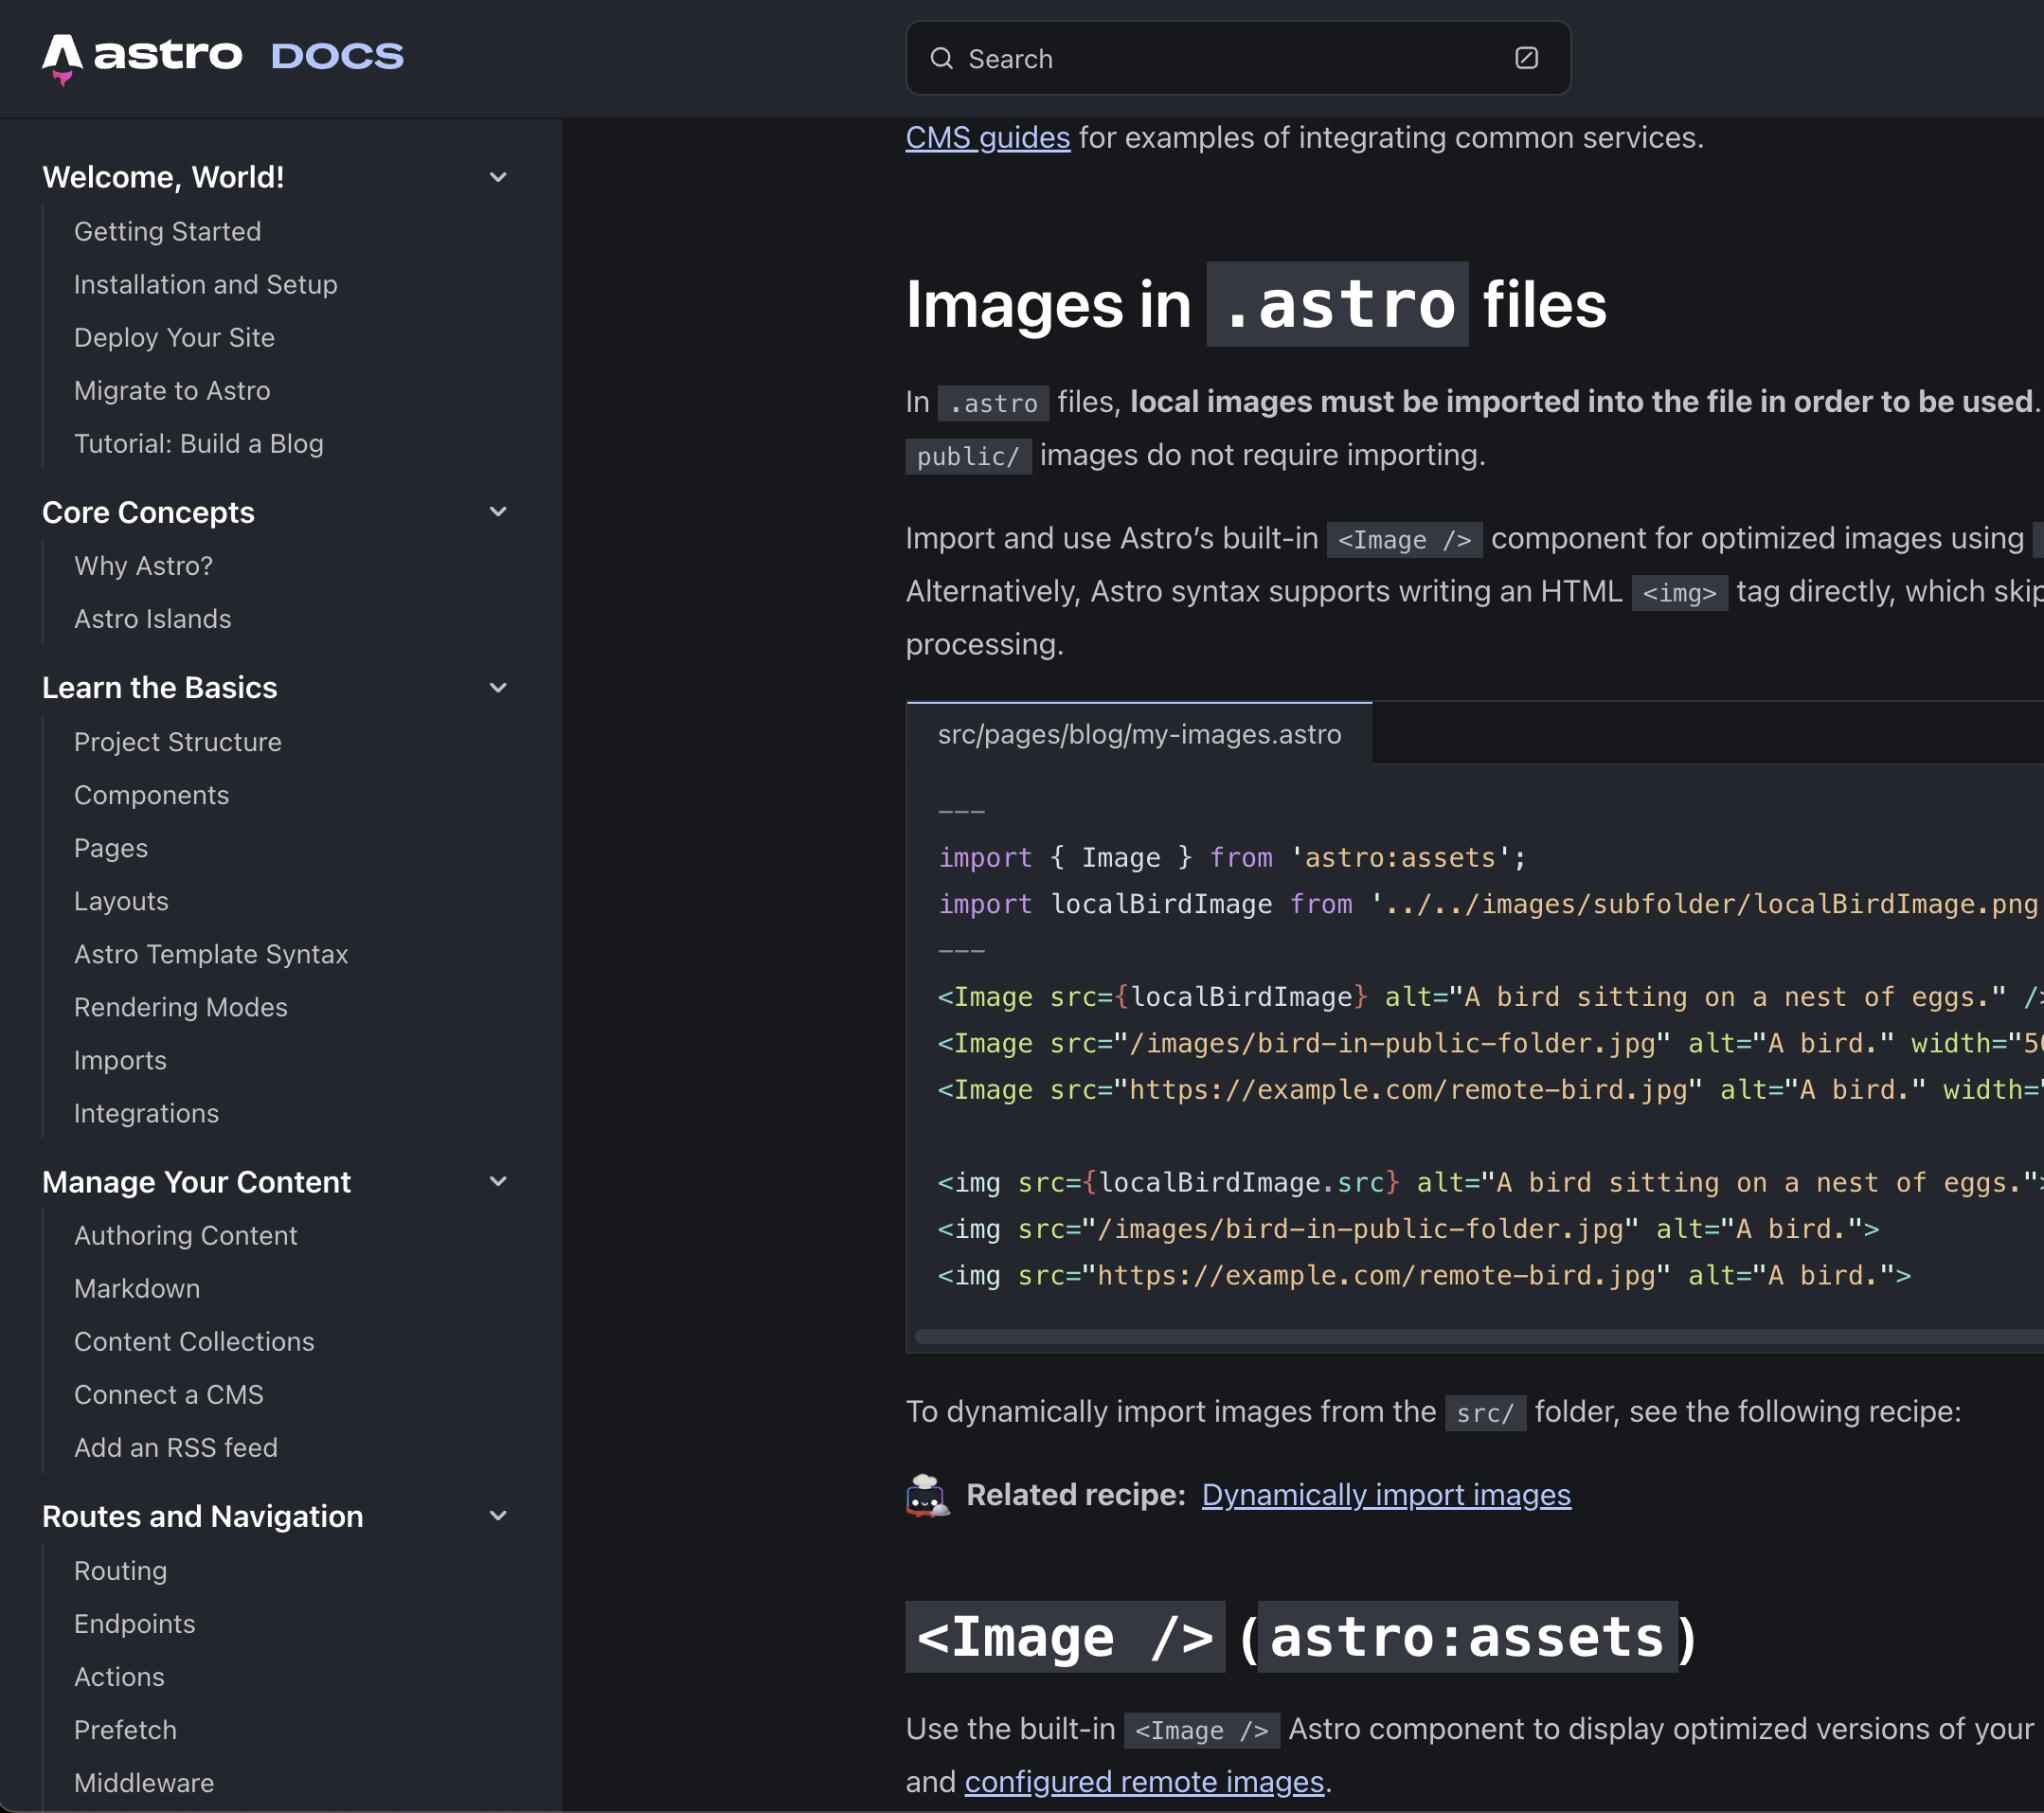 astro DOCS
Search
Welcome, World!
Getting Started
Installation and Setup
Deploy Your Site
Migrate to Astro
Tutorial: Build a Blog
Core Concepts
Why Astro?
Astro Islands
Learn the Basics
Project Structure
Components
Pages
Layouts
Astro Template Syntax
Rendering Modes
Imports
Integrations
Manage Your Content
Authoring Content
Markdown
Content Collections
Connect a CMS
Add an RSS feed
Routes and Navigation
Routing
Endpoints
Actions
Prefetch
Middleware
CMS guides for examples of integrating common services.
Images in .astro files
In .astro files, local images must be imported into the file in order to be used.
public/ images do not require importing.
Import and use Astro’s built-in <Image /> component for optimized images using
Alternatively, Astro syntax supports writing an HTML <img> tag directly, which
processing.
src/pages/blog/my-images.astro
---
import { Image } from 'astro:assets';
import localBirdImage from '../../images/subfolder/localBirdImage.png
---
<Image src={localBirdImage} alt="A bird sitting on a nest of eggs." />
<Image src="/images/bird-in-public-folder.jpg" alt="A bird." width="
<Image src="https://example.com/remote-bird.jpg" alt="A bird." width="
<img src={localBirdImage.src} alt="A bird sitting on a nest of eggs.">
<img src="/images/bird-in-public-folder.jpg" alt="A bird.">
<img src="https://example.com/remote-bird.jpg" alt="A bird.">
To dynamically import images from the src/ folder, see the following recipe:
Related recipe: Dynamically import images
<Image /> (astro:assets)
Use the built-in <Image /> Astro component to display optimized versions of your
and configured remote images.